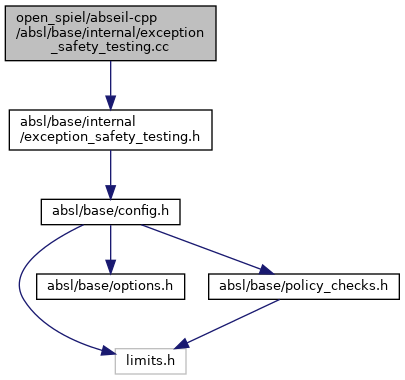 open_spiel/abseil-cpp
/absl/base/internal/exception
_safety_testing.cc
absl/base/internal
/exception_safety_testing.h
absl/base/config.h
absl/base/options.h
absl/base/policy_checks.h
limits.h